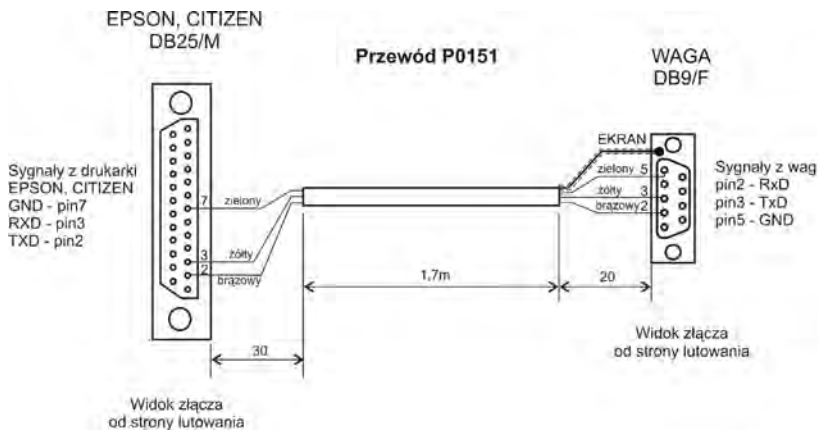 EPSON, CITIZEN
DB25/M
Przewód P0151
WAGA
DB9/F
EKRAN
Sygnały z drukarki
EPSON, CITIZEN
GND - pin7
RXD - pin3
TXD - pin2
7 zielony
3 żółty
2 brązowy
zielony 5
żółty 3
brązowy 2
Sygnały z wag
pin2 - RxD
pin3 - TxD
pin5 - GND
1,7m
20
30
Widok złącza
od strony lutowania
Widok złącza
od strony lutowania